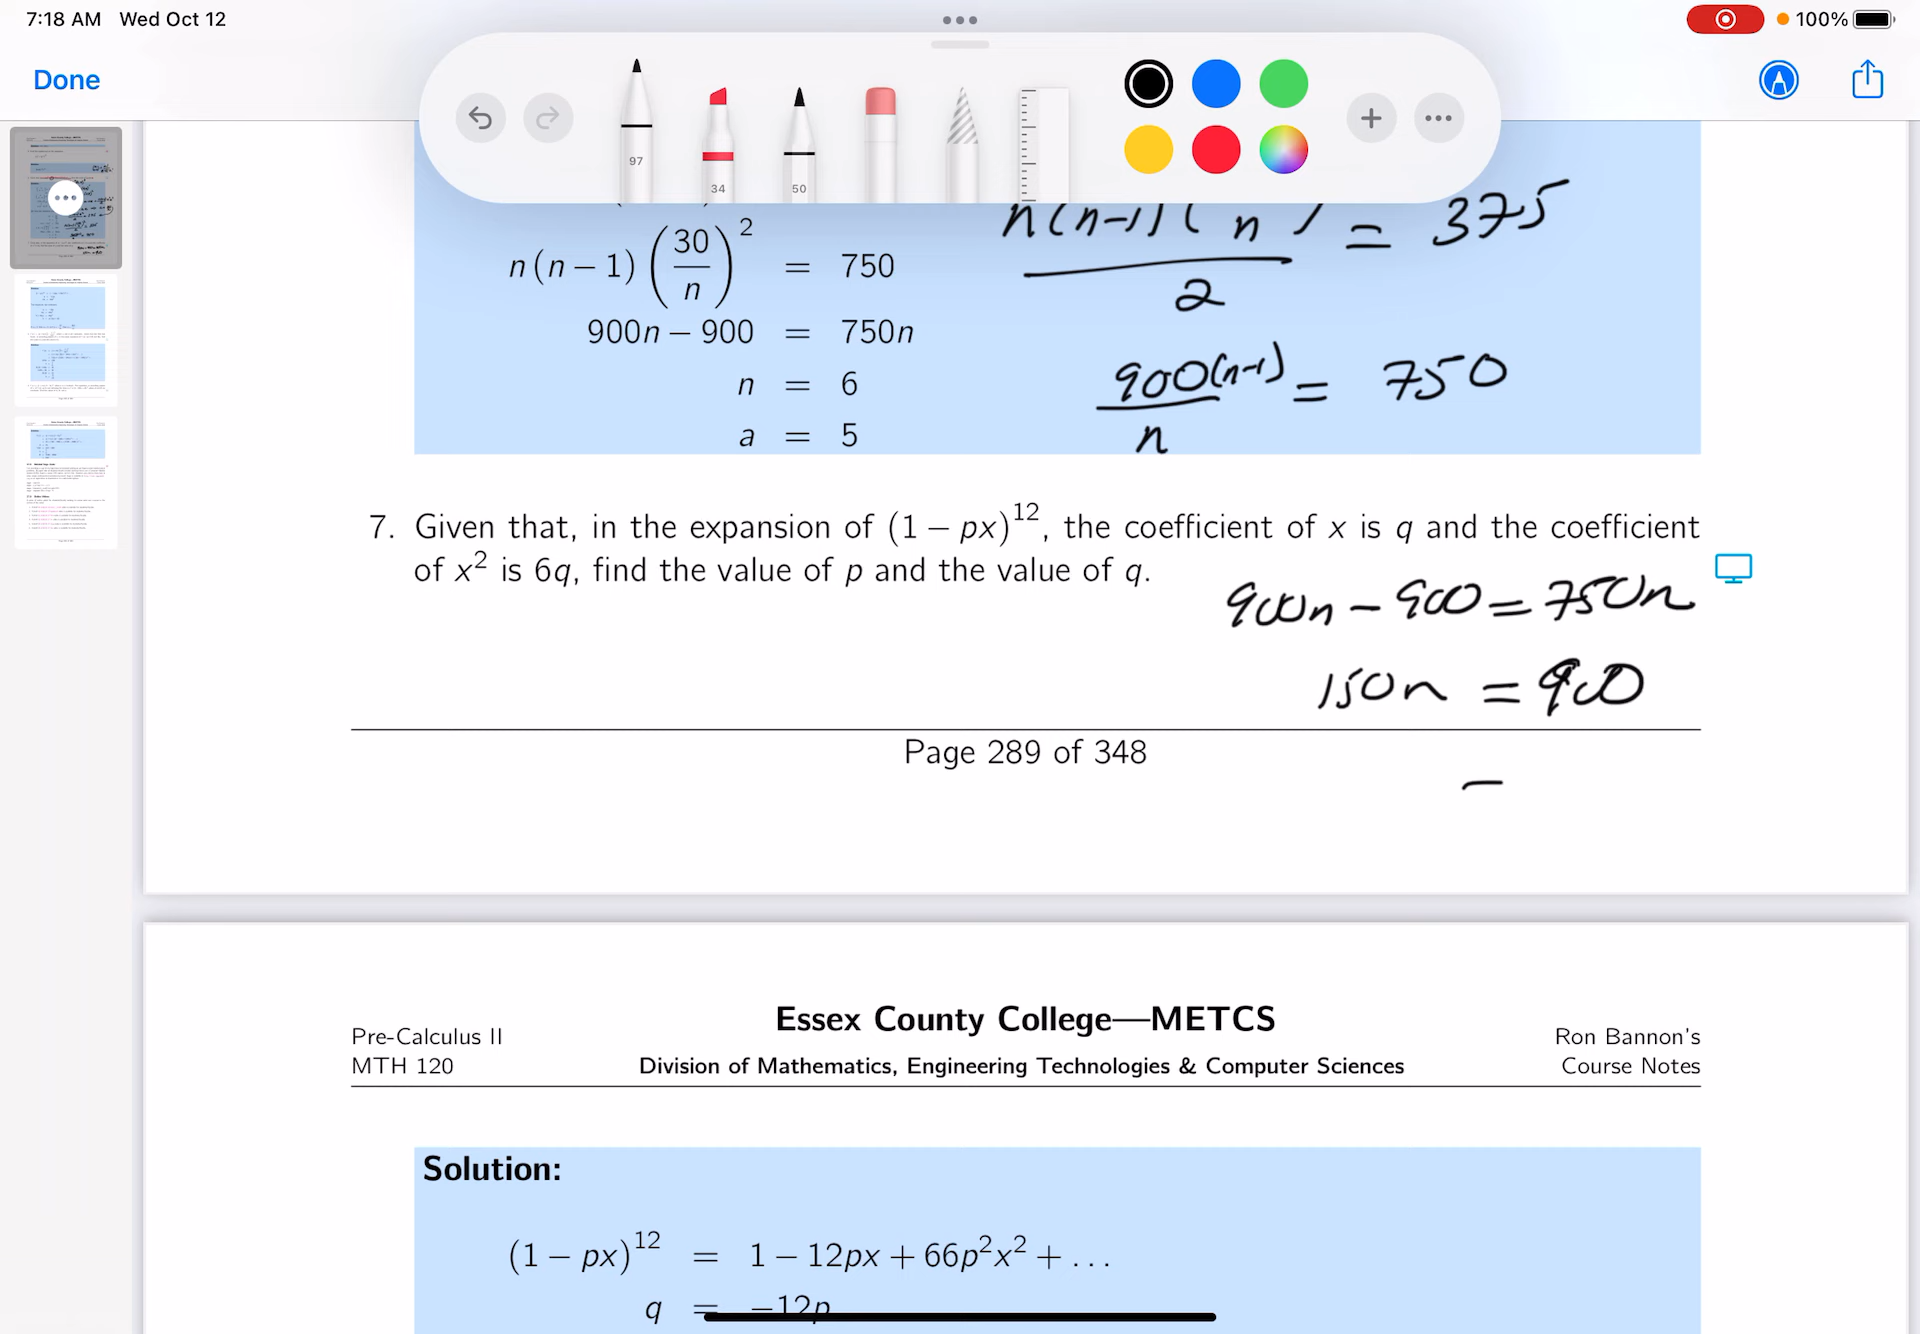 7:18 AM Wed Oct 12
100%
Done
97
34
50
n(n − 1) (30/n)² = 750
n(n-1)( n ) / 2 = 375
900n − 900 = 750n
n = 6
900(n-1) / n = 750
a = 5
7. Given that, in the expansion of (1 − px)¹², the coefficient of x is q and the coefficient
of x² is 6q, find the value of p and the value of q.
900n − 900 = 750n
150n = 900
Page 289 of 348
−
Essex County College—METCS
Pre-Calculus II
Ron Bannon's
MTH 120
Division of Mathematics, Engineering Technologies & Computer Sciences
Course Notes
Solution:
(1 − px)¹² = 1 − 12px + 66p²x² + ...
q = −12p